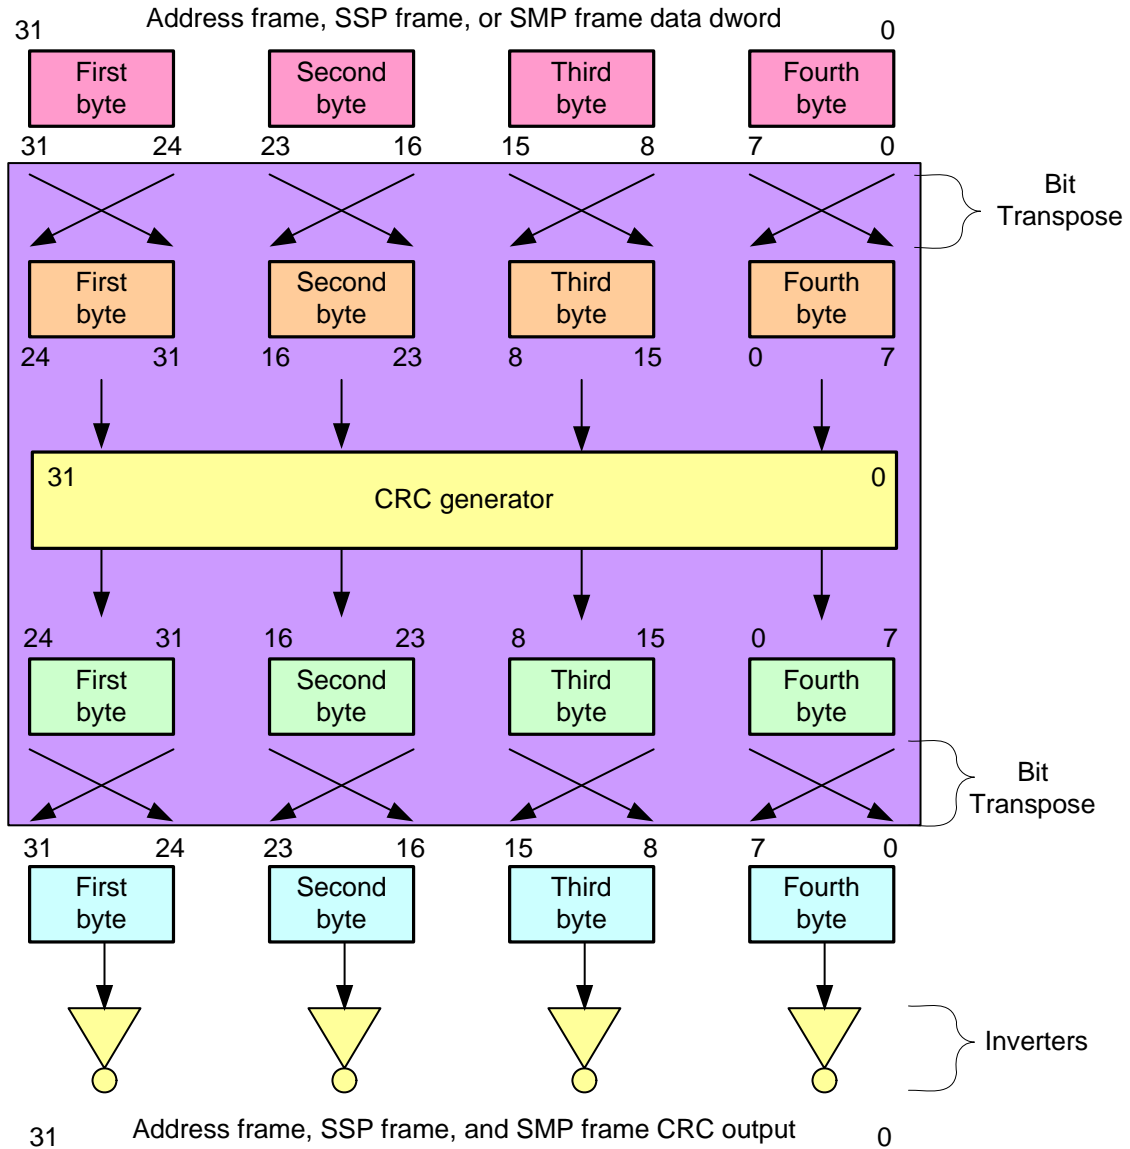 Address frame, SSP frame, or SMP frame data dword
31 0
First byte Second byte Third byte Fourth byte
31 24 23 16 15 8 7 0
Bit
Transpose
First byte Second byte Third byte Fourth byte
24 31 16 23 8 15 0 7
31 0
CRC generator
24 31 16 23 8 15 0 7
First byte Second byte Third byte Fourth byte
Bit
Transpose
31 24 23 16 15 8 7 0
First byte Second byte Third byte Fourth byte
Inverters
31 Address frame, SSP frame, and SMP frame CRC output 0